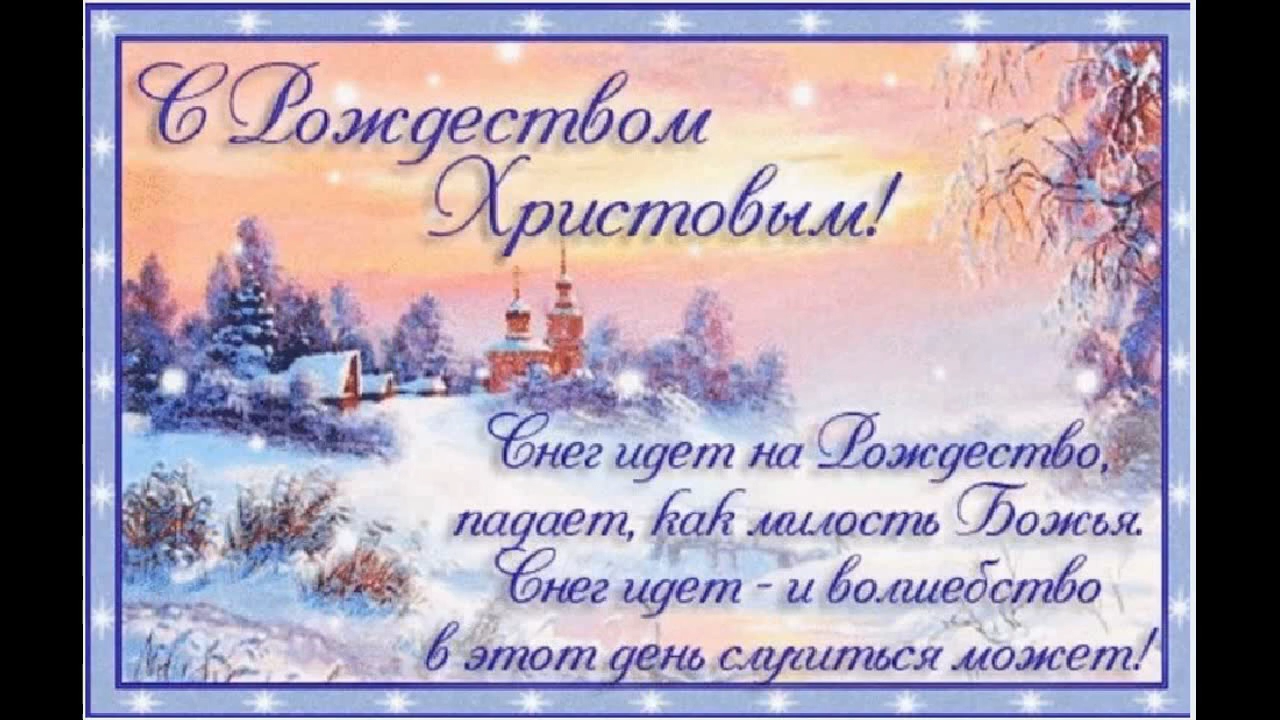 С Рождеством
Христовым!
Снег идет на Рождество,
падает, как милость Божья.
Снег идет - и волшебство
в этот день случиться может!